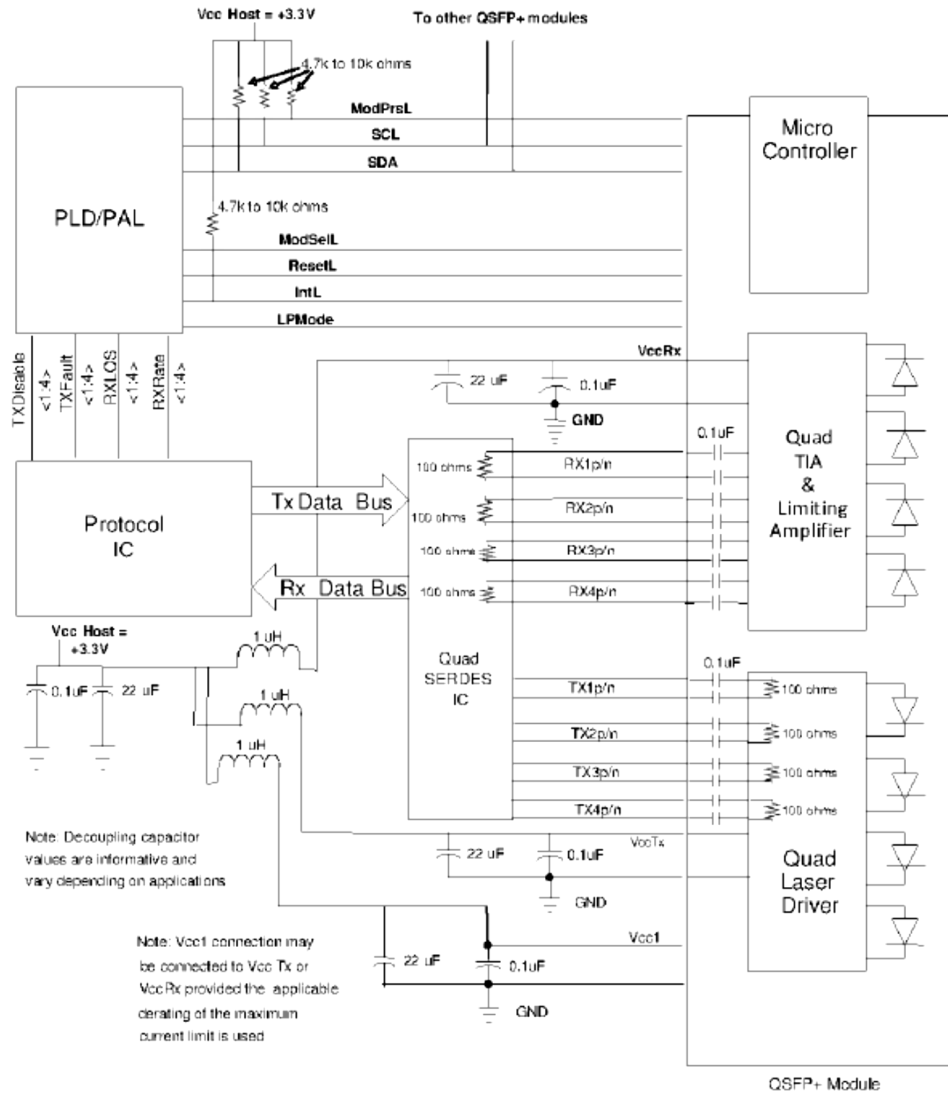 Vcc Host = +3.3V
To other QSFP+ modules
4.7k to 10k ohms
ModPrsL
SCL
SDA
Micro
Controller
PLD/PAL
4.7k to 10k ohms
ModSelL
ResetL
IntL
LPMode
TXDisable
<1:4>
TXFault
<1:4>
RXLOS
<1:4>
RXRate
<1:4>
VccRx
22 uF
0.1uF
GND
0.1uF
Quad
TIA
&
Limiting
Amplifier
100 ohms
RX1p/n
100 ohms
RX2p/n
100 ohms
RX3p/n
100 ohms
RX4p/n
Tx Data Bus
Protocol
IC
Rx Data Bus
Vcc Host =
+3.3V
0.1uF
22 uF
1 uH
1 uH
1 uH
Quad
SERDES
IC
0.1uF
TX1p/n
100 ohms
TX2p/n
100 ohms
TX3p/n
100 ohms
TX4p/n
100 ohms
VccTx
22 uF
0.1uF
GND
Quad
Laser
Driver
Note: Decoupling capacitor
values are informative and
vary depending on applications
Vcc1
22 uF
0.1uF
GND
Note: Vcc1 connection may
be connected to Vcc Tx or
Vcc Rx provided the applicable
derating of the maximum
current limit is used
QSFP+ Module